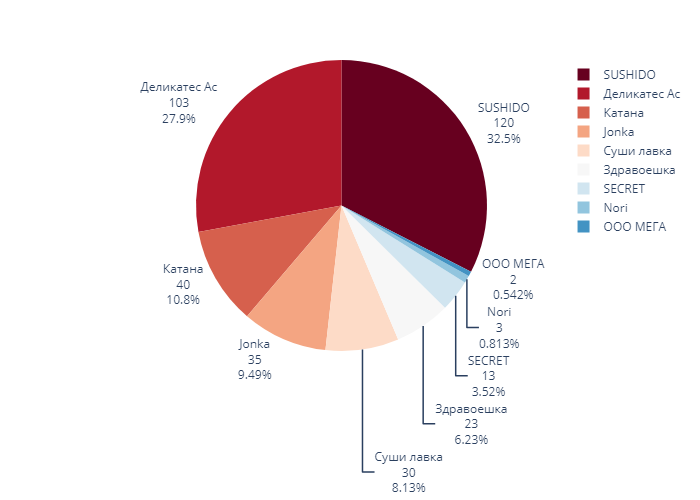 Деликатес Ас
103
27.9%
SUSHIDO
120
32.5%
Катана
40
10.8%
Jonka
35
9.49%
Суши лавка
30
8.13%
Здравоешка
23
6.23%
SECRET
13
3.52%
Nori
3
0.813%
ООО МЕГА
2
0.542%
SUSHIDO
Деликатес Ас
Катана
Jonka
Суши лавка
Здравоешка
SECRET
Nori
ООО МЕГА